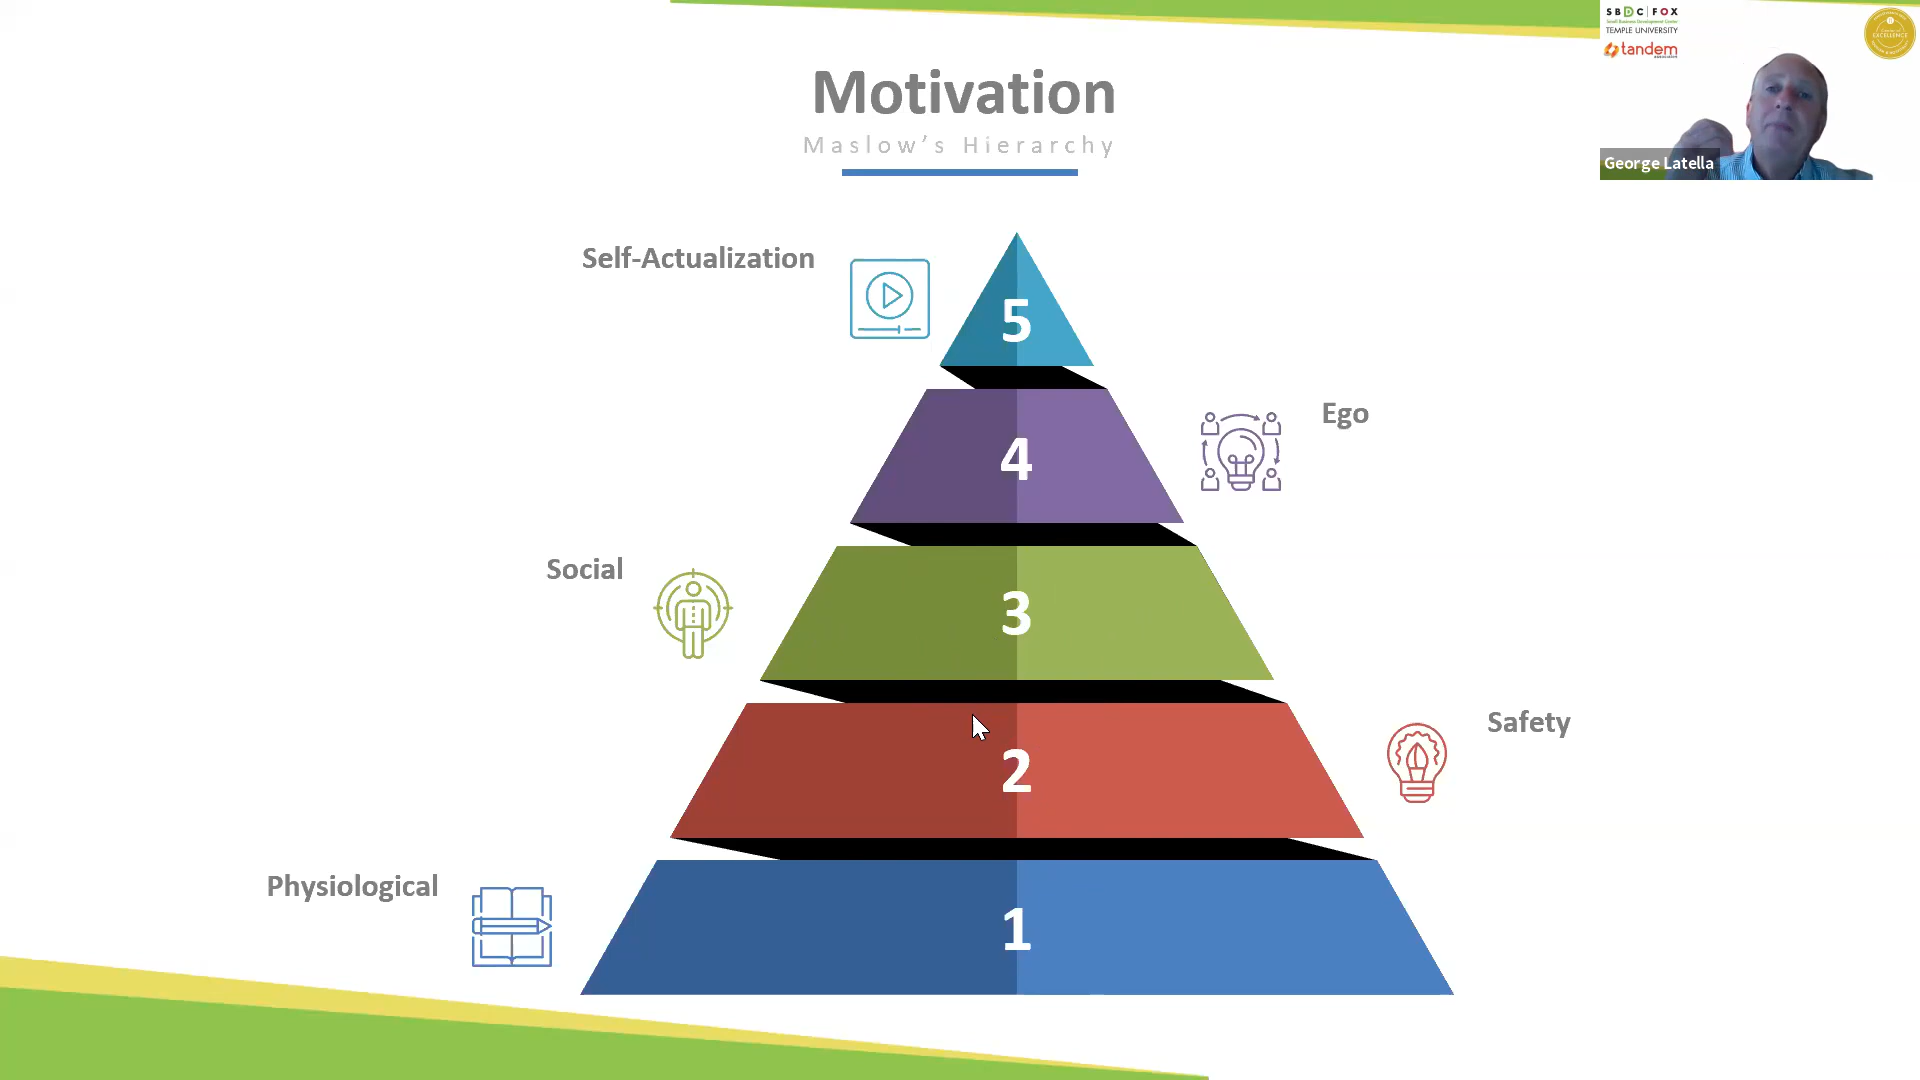 Motivation
Maslow's Hierarchy
SBDC|FOX
Small Business Development Center
TEMPLE UNIVERSITY
tandem
EXCELLENCE
George Latella
Self-Actualization
5
Ego
4
Social
3
Safety
2
Physiological
1